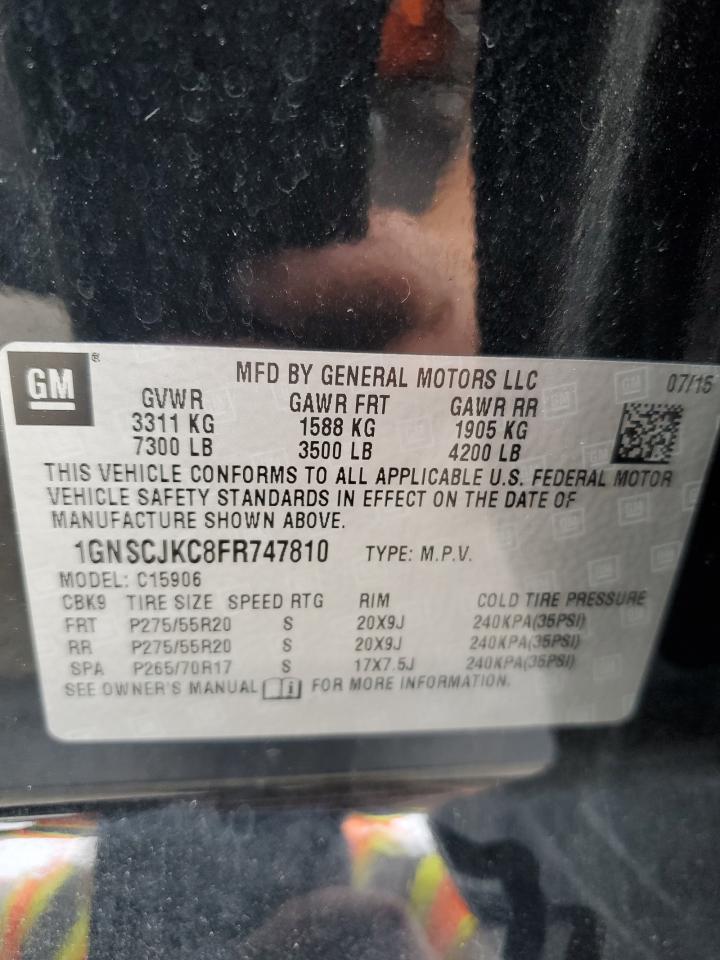 GM®
MFD BY GENERAL MOTORS LLC 07/15
GVWR GAWR FRT GAWR RR
3311 KG 1588 KG 1905 KG
7300 LB 3500 LB 4200 LB
THIS VEHICLE CONFORMS TO ALL APPLICABLE U.S. FEDERAL MOTOR
VEHICLE SAFETY STANDARDS IN EFFECT ON THE DATE OF
MANUFACTURE SHOWN ABOVE.
1GNSCJKC8FR747810 TYPE: M.P.V.
MODEL: C15906
CBK9 TIRE SIZE SPEED RTG RIM COLD TIRE PRESSURE
FRT P275/55R20 S 20X9J 240KPA(35PSI)
RR P275/55R20 S 20X9J 240KPA(35PSI)
SPA P265/70R17 S 17X7.5J 240KPA(35PSI)
SEE OWNER'S MANUAL i FOR MORE INFORMATION.